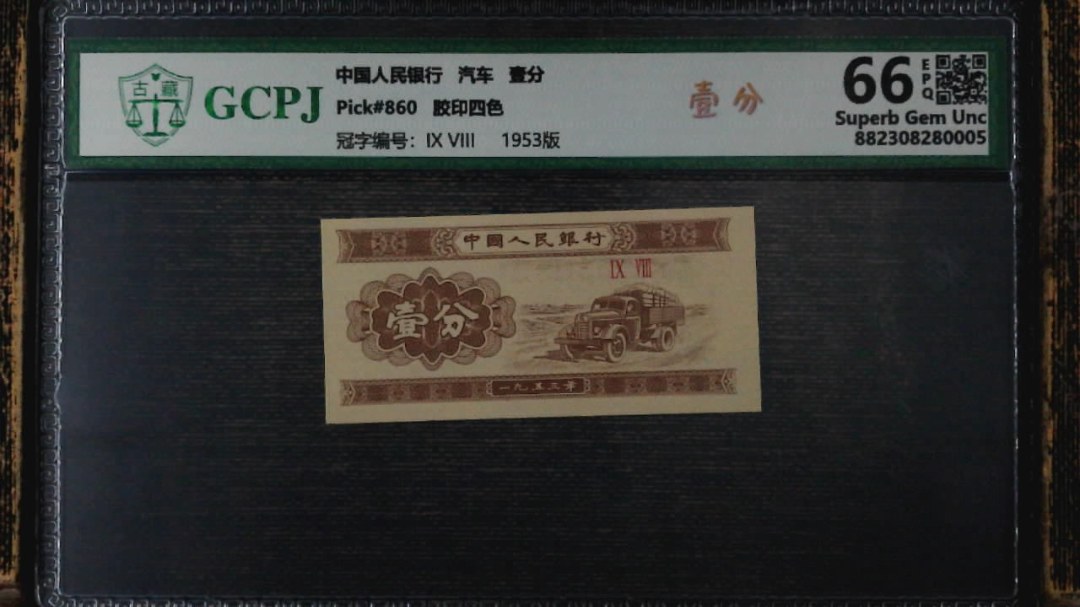 古藏
GCPJ
中国人民银行 汽车 壹分
Pick#860 胶印四色
冠字编号: IX VIII 1953版
壹分
66
EPQ
Superb Gem Unc
882308280005
中國人民銀行
IX VIII
壹分
一九五三年